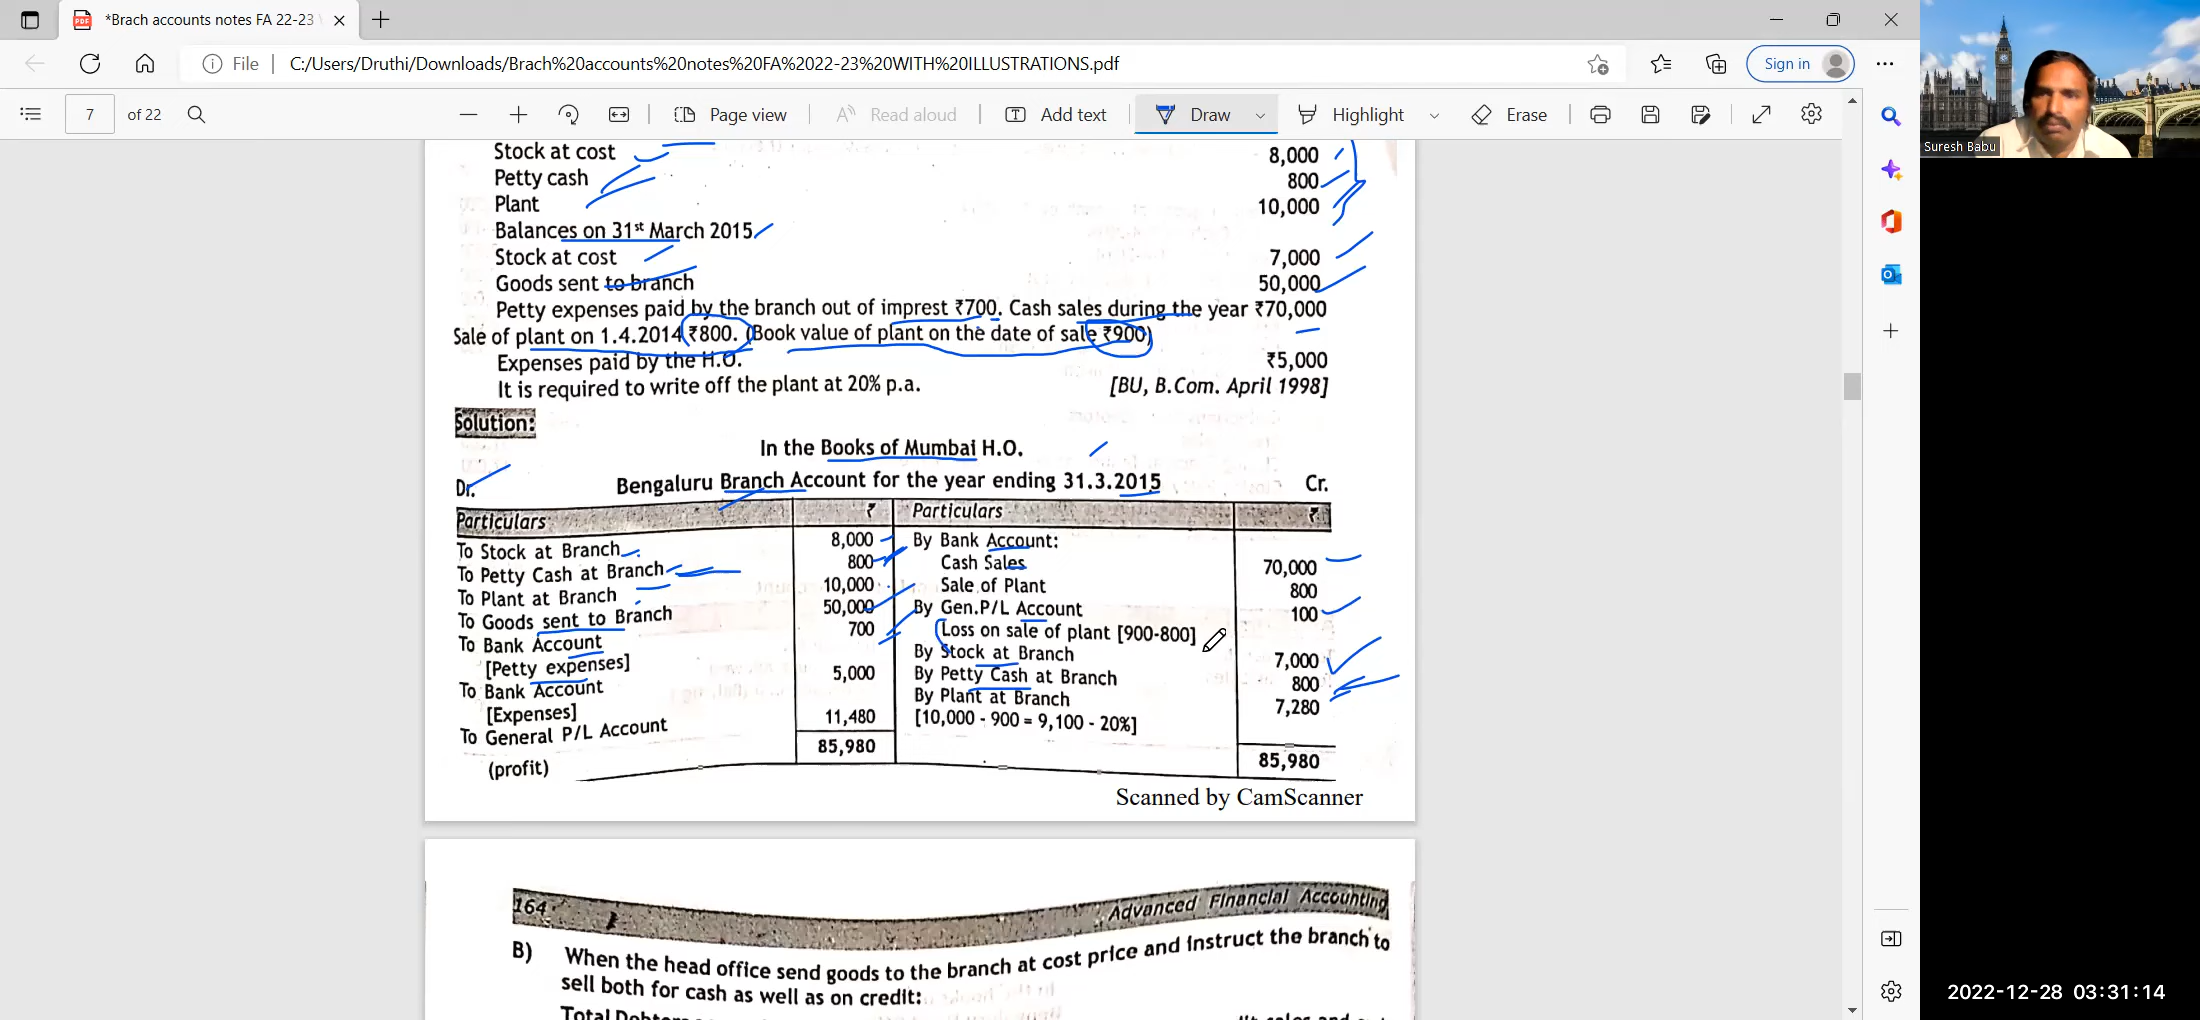 *Brach accounts notes FA 22-23
File
C:/Users/Druthi/Downloads/Brach%20accounts%20notes%20FA%2022-23%20WITH%20ILLUSTRATIONS.pdf
Sign in
7 of 22
Page view
Read aloud
Add text
Draw
Highlight
Erase
Suresh Babu
Stock at cost 8,000
Petty cash 800
Plant 10,000
Balances on 31st March 2015
Stock at cost 7,000
Goods sent to branch 50,000
Petty expenses paid by the branch out of imprest ₹700. Cash sales during the year ₹70,000
Sale of plant on 1.4.2014 ₹800. (Book value of plant on the date of sale ₹900)
Expenses paid by the H.O. ₹5,000
It is required to write off the plant at 20% p.a. [BU, B.Com. April 1998]
Solution:
In the Books of Mumbai H.O.
Dr. Bengaluru Branch Account for the year ending 31.3.2015 Cr.
Particulars ₹ Particulars ₹
To Stock at Branch 8,000 By Bank Account:
To Petty Cash at Branch 800 Cash Sales 70,000
To Plant at Branch 10,000 Sale of Plant 800
To Goods sent to Branch 50,000 By Gen.P/L Account 100
To Bank Account 700 Loss on sale of plant [900-800]
[Petty expenses] By Stock at Branch 7,000
To Bank Account 5,000 By Petty Cash at Branch 800
[Expenses] By Plant at Branch 7,280
To General P/L Account 11,480 [10,000 - 900 = 9,100 - 20%]
(profit) 85,980 85,980
Scanned by CamScanner
164 Advanced Financial Accounting
B) When the head office send goods to the branch at cost price and instruct the branch to
sell both for cash as well as on credit:
2022-12-28 03:31:14